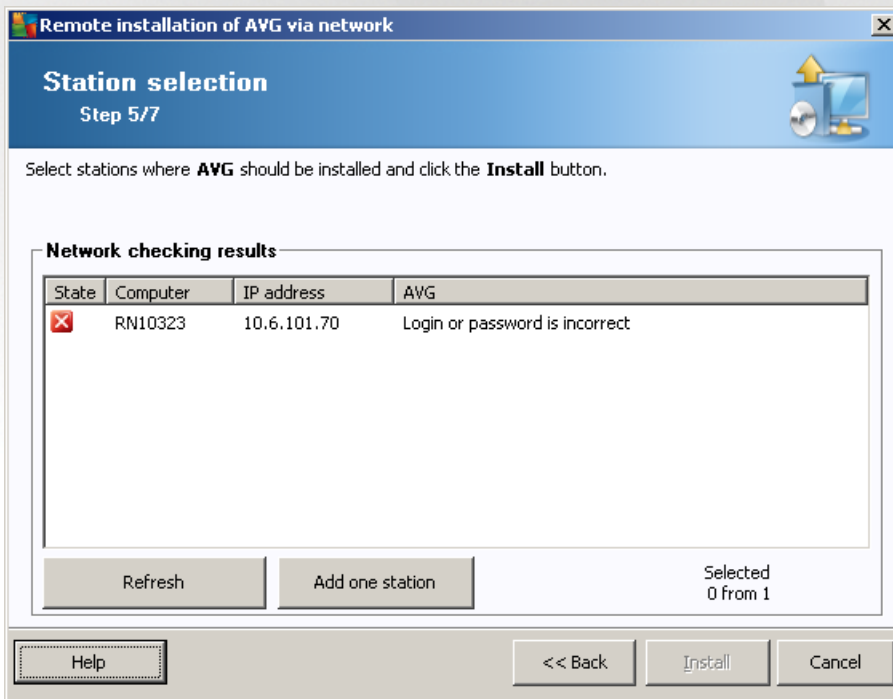 Remote installation of AVG via network
Station selection
Step 5/7
Select stations where AVG should be installed and click the Install button.
Network checking results
State Computer IP address AVG
RN10323 10.6.101.70 Login or password is incorrect
Refresh Add one station Selected
0 from 1
Help << Back Install Cancel